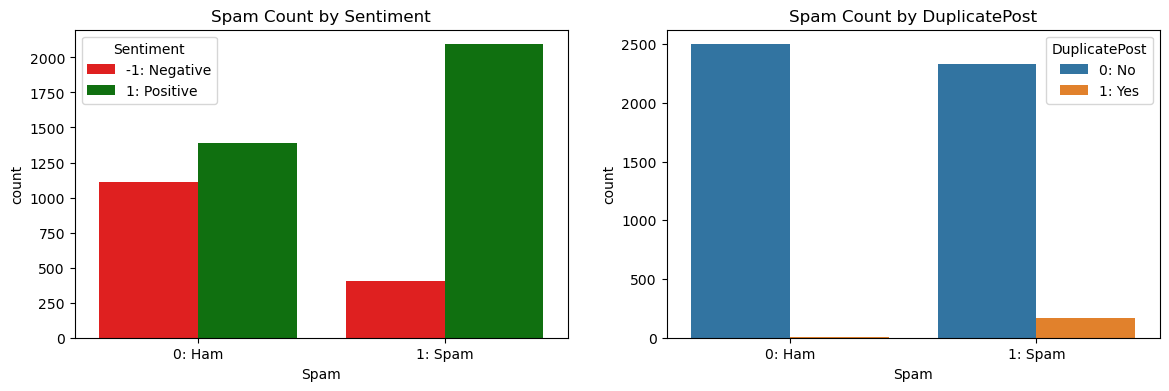 Spam Count by Sentiment
Sentiment
-1: Negative
1: Positive
count
2000
1750
1500
1250
1000
750
500
250
0
0: Ham
1: Spam
Spam
Spam Count by DuplicatePost
DuplicatePost
0: No
1: Yes
count
2500
2000
1500
1000
500
0
0: Ham
1: Spam
Spam